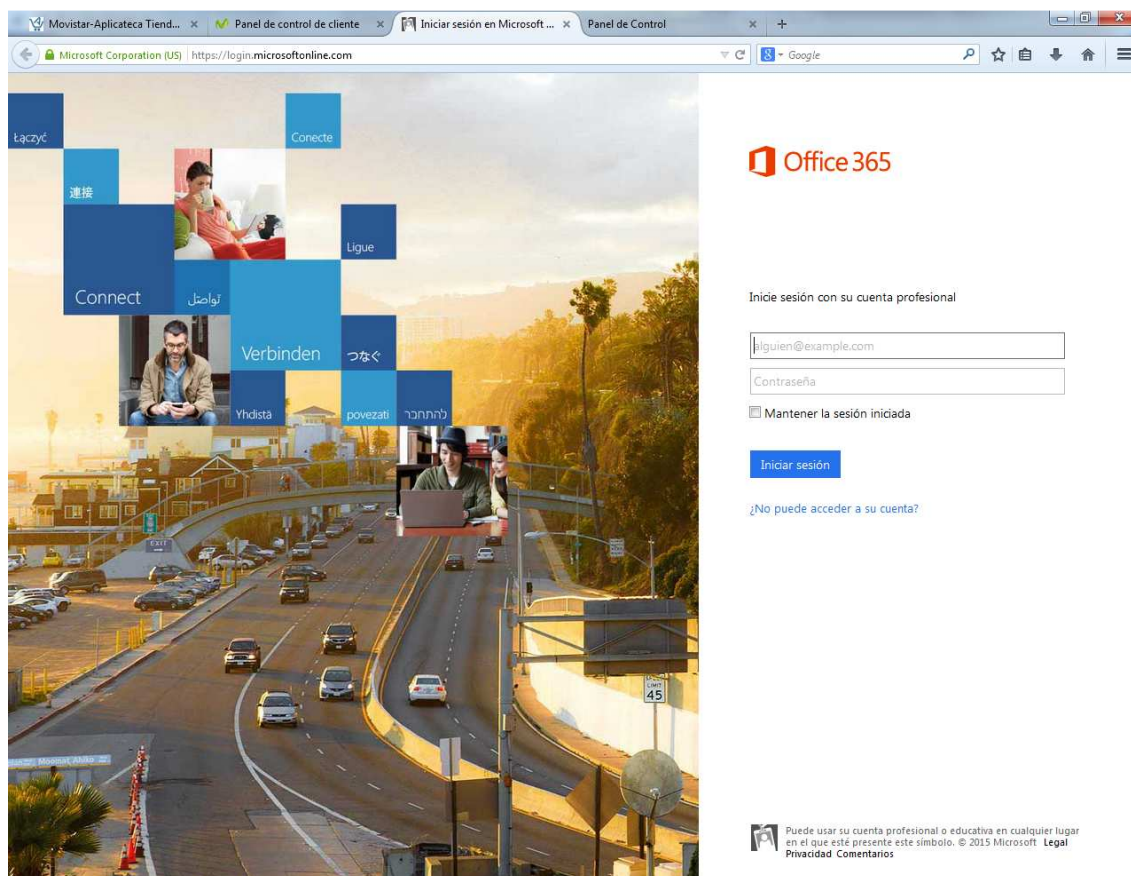 Movistar-Aplicateca Tiend...
Panel de control de cliente
Iniciar sesión en Microsoft ...
Panel de Control
Microsoft Corporation (US)
https://login.microsoftonline.com
Google
Łączyć
Conecte
連接
Ligue
Connect
تواصَل
Verbinden
つなぐ
Yhdistä
povezati
להתחבר
EXIT
LIMIT
45
Office 365
Inicie sesión con su cuenta profesional
alguien@example.com
Contraseña
Mantener la sesión iniciada
Iniciar sesión
¿No puede acceder a su cuenta?
Puede usar su cuenta profesional o educativa en cualquier lugar
en el que esté presente este símbolo. © 2015 Microsoft Legal
Privacidad Comentarios